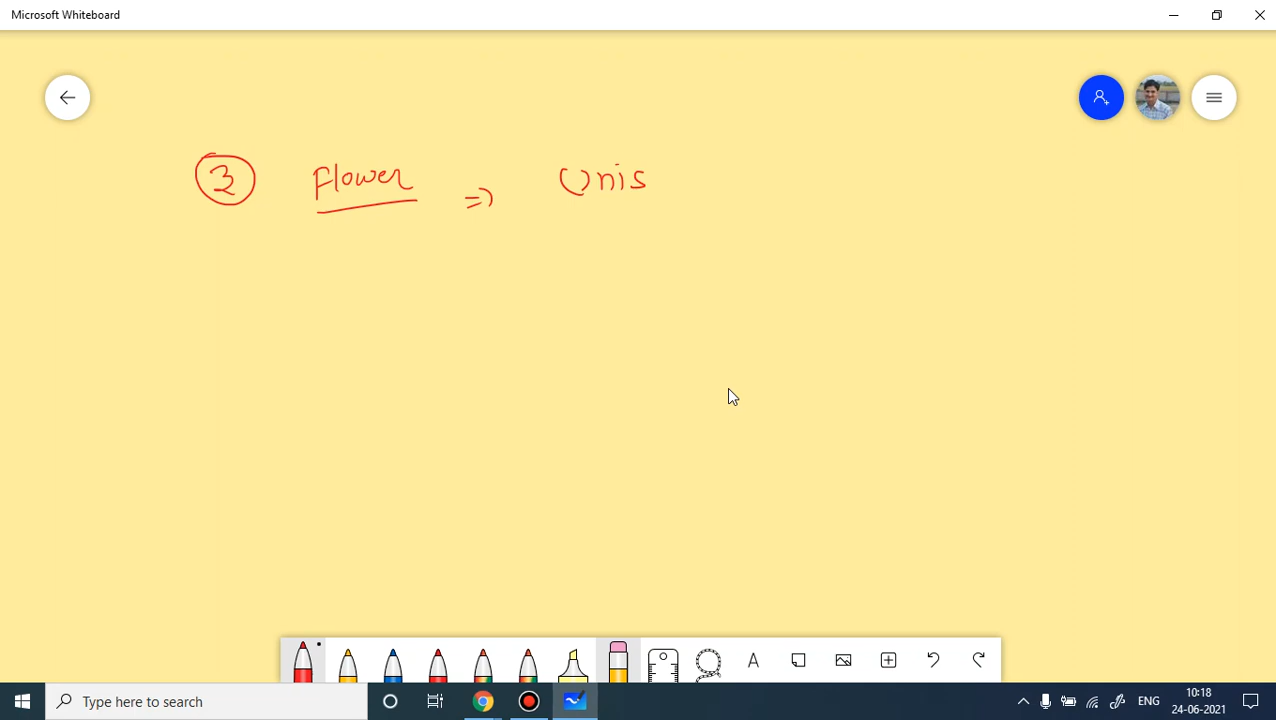 Microsoft Whiteboard
3 Flower ⇒ Unis
A
Type here to search
ENG
10:18
24-06-2021